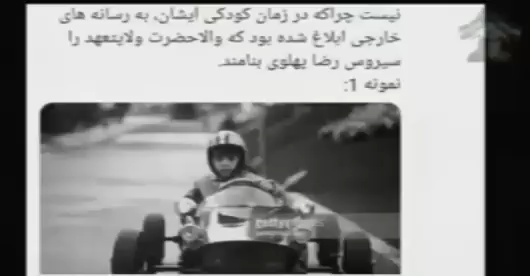 نیست چراکه در زمان کودکی ایشان، به رسانه های
خارجی ابلاغ شده بود که والاحضرت ولایتعهد را
سیروس رضا پهلوی بنامند.
نمونه 1: